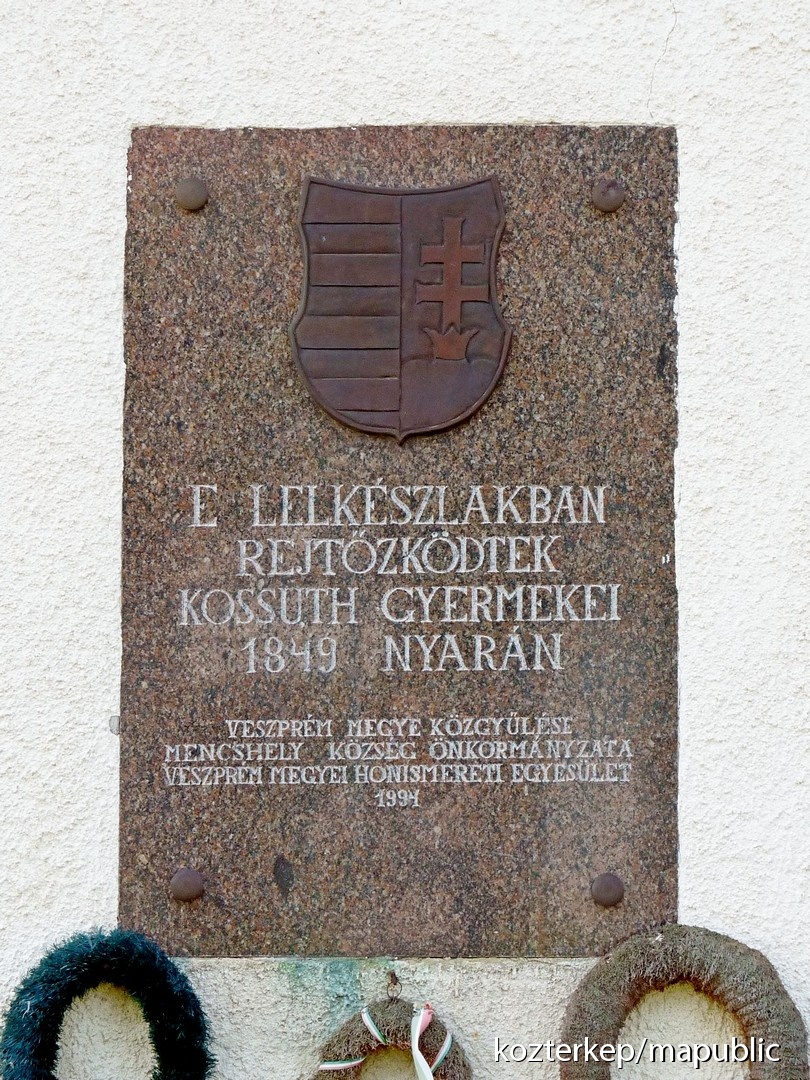 E LELKÉSZLAKBAN
REJTŐZKÖDTEK
KOSSUTH GYERMEKEI
1849 NYARÁN
VESZPRÉM MEGYE KÖZGYŰLÉSE
MENCSHELY KÖZSÉG ÖNKORMÁNYZATA
VESZPRÉM MEGYEI HONISMERETI EGYESÜLET
1994
kozterkep/mapublic